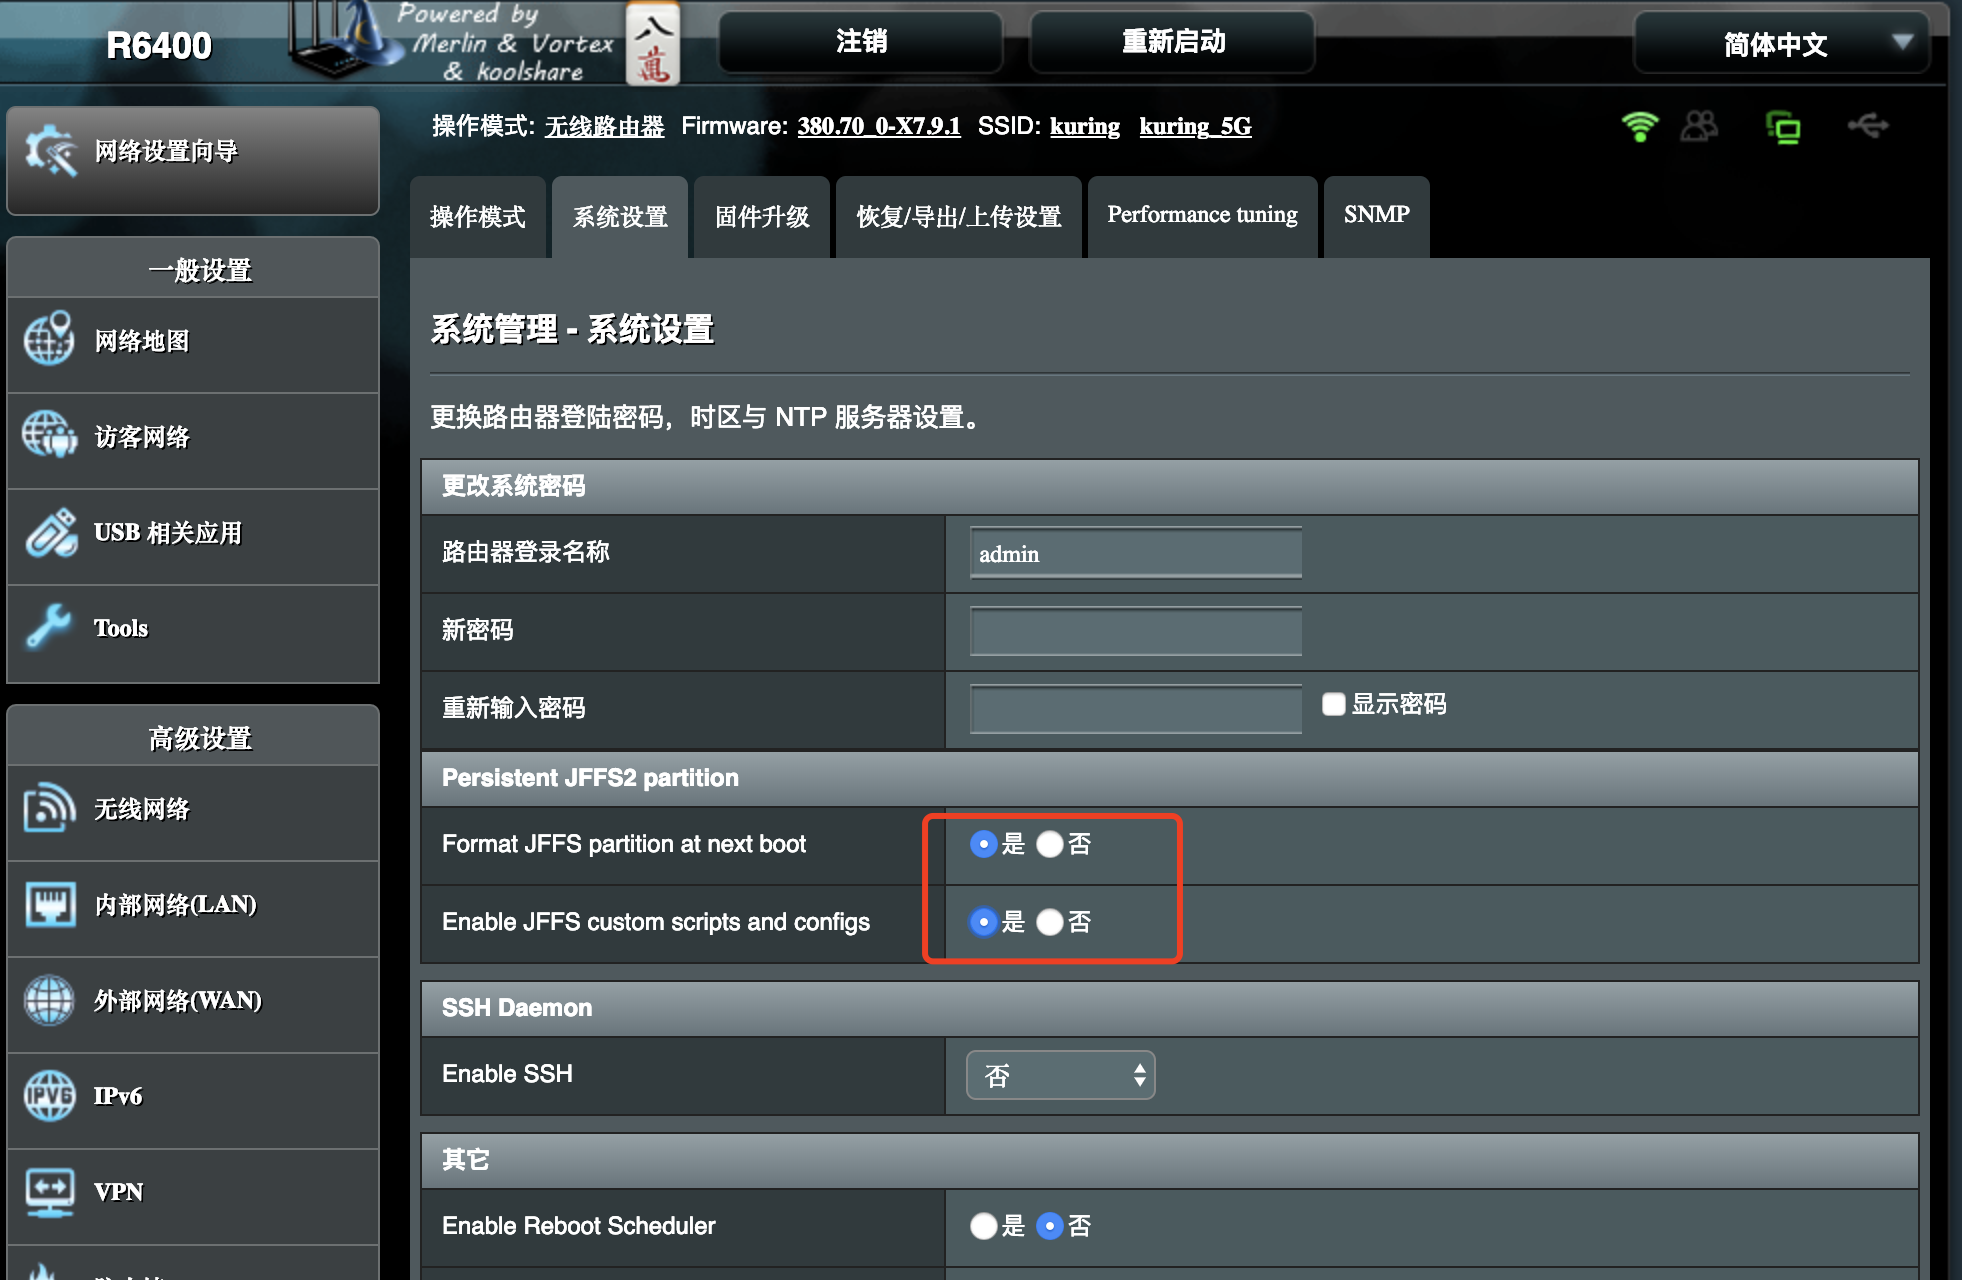 R6400
Powered by
Merlin & Vortex
& koolshare
八
萬
注销
重新启动
简体中文
操作模式: 无线路由器 Firmware: 380.70_0-X7.9.1 SSID: kuring kuring_5G
网络设置向导
一般设置
网络地图
访客网络
USB 相关应用
Tools
高级设置
无线网络
内部网络(LAN)
外部网络(WAN)
IPv6
IPV6
VPN
操作模式
系统设置
固件升级
恢复/导出/上传设置
Performance tuning
SNMP
系统管理 - 系统设置
更换路由器登陆密码，时区与 NTP 服务器设置。
更改系统密码
路由器登录名称
admin
新密码
重新输入密码
显示密码
Persistent JFFS2 partition
Format JFFS partition at next boot
是 否
Enable JFFS custom scripts and configs
是 否
SSH Daemon
Enable SSH
否
其它
Enable Reboot Scheduler
是 否